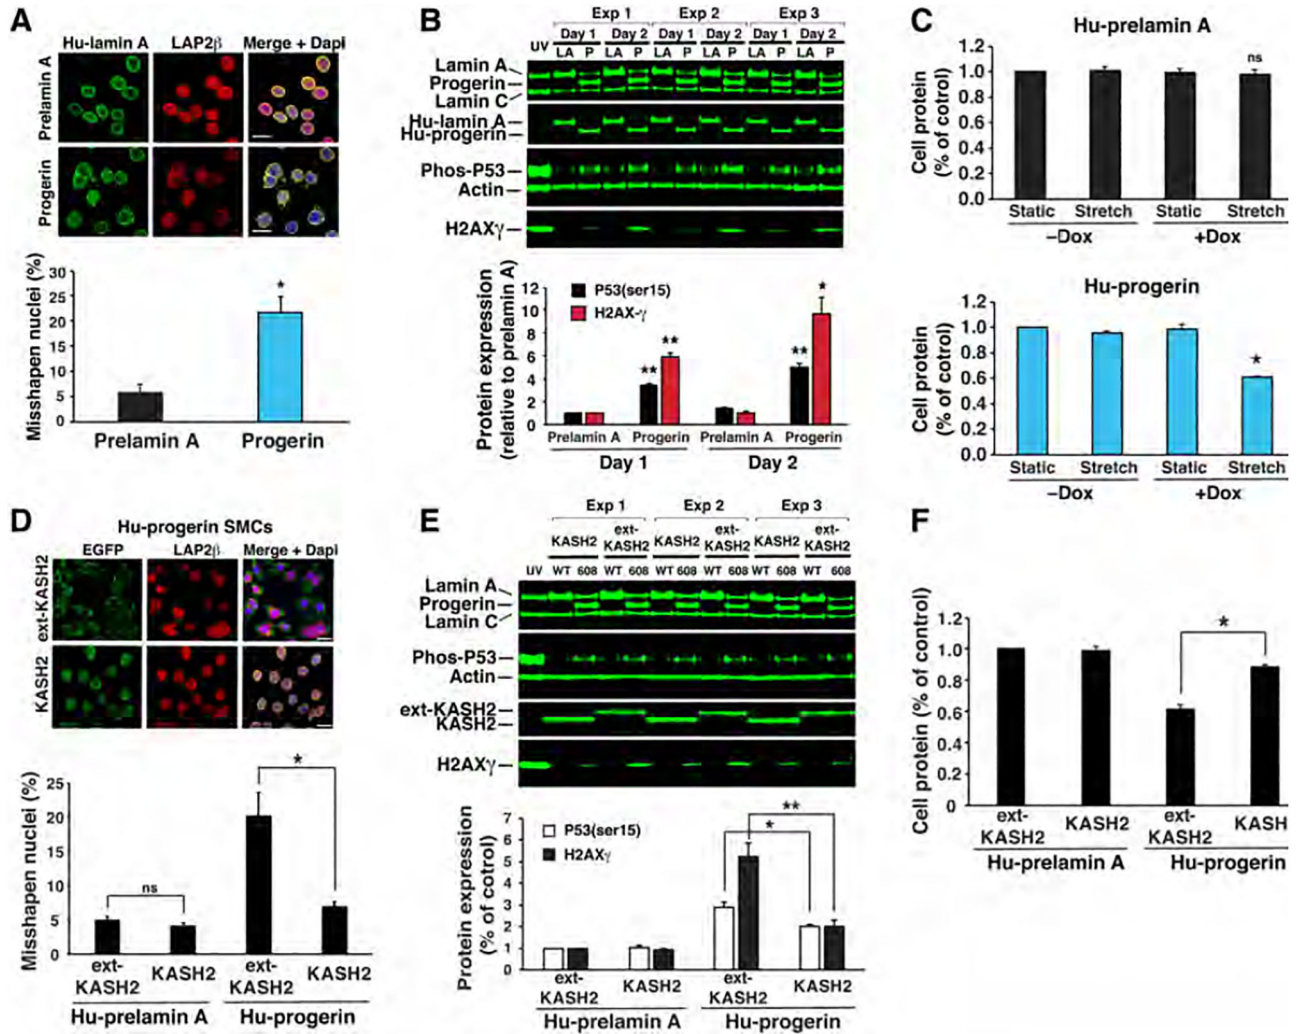 A
Hu-lamin A LAP2β Merge + Dapi
Prelamin A
Progerin
Misshapen nuclei (%)
30
25
20
15
10
5
0
*
Prelamin A Progerin
B
Exp 1 Exp 2 Exp 3
Day 1 Day 2 Day 1 Day 2 Day 1 Day 2
UV LA P LA P LA P LA P LA P LA P
Lamin A
Progerin
Lamin C
Hu-lamin A
Hu-progerin
Phos-P53
Actin
H2AXγ
Protein expression
(relative to prelamin A)
12
10
8
6
4
2
0
P53(ser15)
H2AX-γ
** ** ** *
Prelamin A Progerin Prelamin A Progerin
Day 1 Day 2
C
Hu-prelamin A
Cell protein
(% of cotrol)
1.2
1.0
0.8
0.6
0.4
0.2
0.0
ns
Static Stretch Static Stretch
–Dox +Dox
Hu-progerin
Cell protein
(% of cotrol)
1.2
1.0
0.8
0.6
0.4
0.2
0.0
*
Static Stretch Static Stretch
–Dox +Dox
D
Hu-progerin SMCs
EGFP LAP2β Merge + Dapi
ext-KASH2
KASH2
Misshapen nuclei (%)
25
20
15
10
5
0
ns
*
ext-
KASH2 KASH2 ext-
KASH2 KASH2
Hu-prelamin A Hu-progerin
E
Exp 1 Exp 2 Exp 3
KASH2 ext-
KASH2 KASH2 ext-
KASH2 KASH2 ext-
KASH2
UV WT 608 WT 608 WT 608 WT 608 WT 608 WT 608
Lamin A
Progerin
Lamin C
Phos-P53
Actin
ext-KASH2
KASH2
H2AXγ
Protein expression
(% of cotrol)
7
6
5
4
3
2
1
0
P53(ser15)
H2AXγ
**
*
ext-
KASH2 KASH2 ext-
KASH2 KASH2
Hu-prelamin A Hu-progerin
F
Cell protein (% of control)
1.2
1.0
0.8
0.6
0.4
0.2
0
*
ext-
KASH2 KASH2 ext-
KASH2 KASH
Hu-prelamin A Hu-progerin